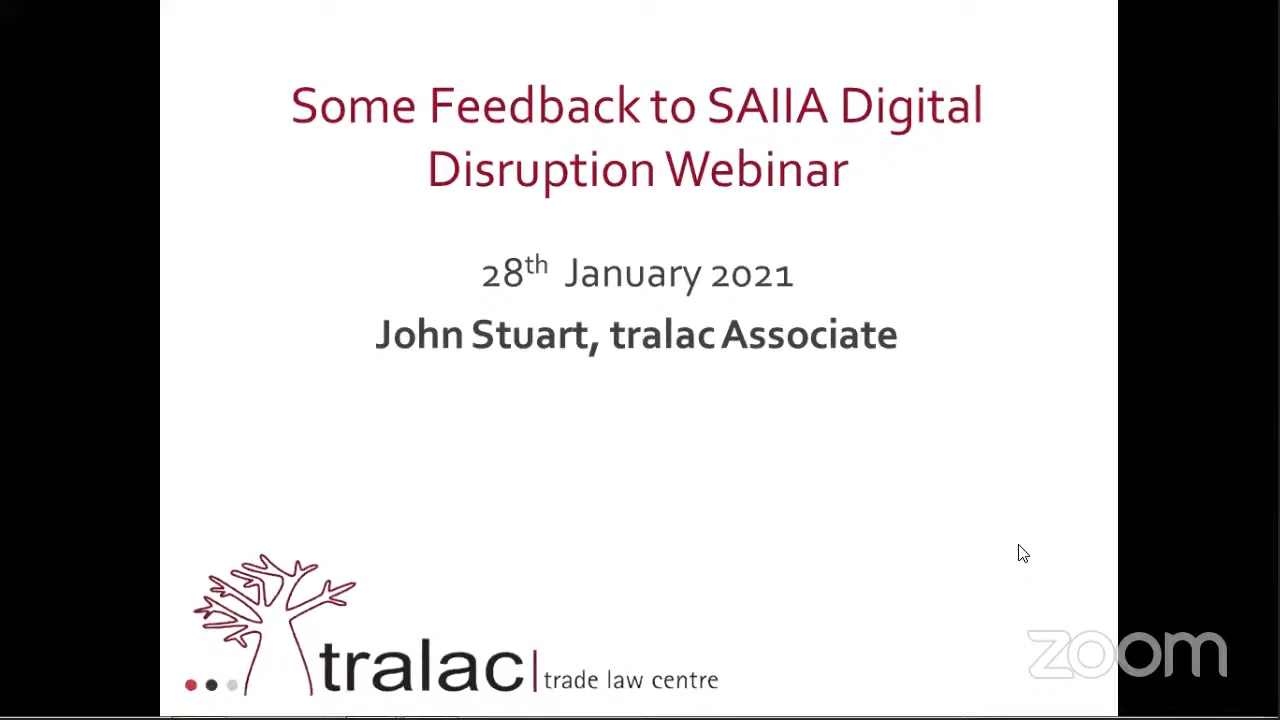 Some Feedback to SAIIA Digital
Disruption Webinar
28th January 2021
John Stuart, tralac Associate
tralac| trade law centre
zoom